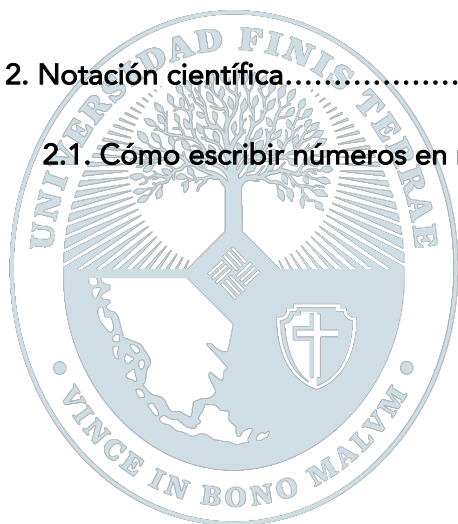 UNIVERSIDAD FINIS TERRAE
2. Notación científica..................
2.1. Cómo escribir números en
VINCE IN BONO MALVM